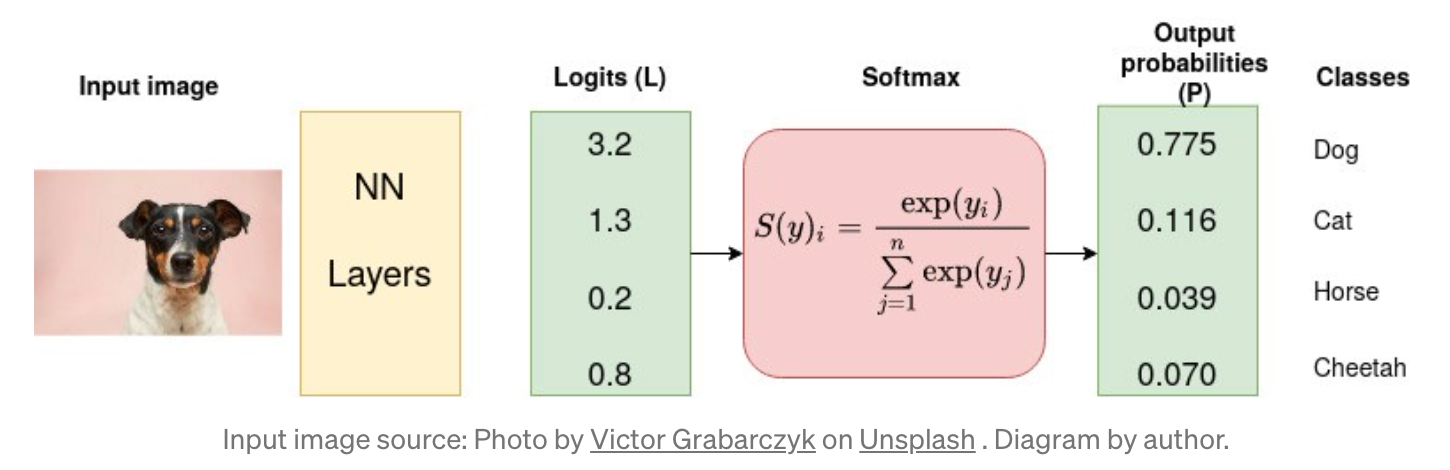 Input image
NN
Layers
Logits (L)
3.2
1.3
0.2
0.8
Softmax
S(y)_i = exp(y_i) / ∑_{j=1}^{n} exp(y_j)
Output
probabilities
(P)
0.775
0.116
0.039
0.070
Classes
Dog
Cat
Horse
Cheetah
Input image source: Photo by Victor Grabarczyk on Unsplash . Diagram by author.